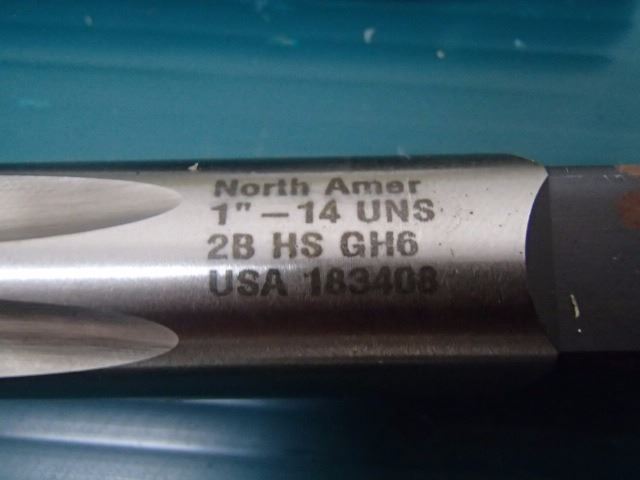 North Amer
1" - 14 UNS
2B HS GH6
USA 183408